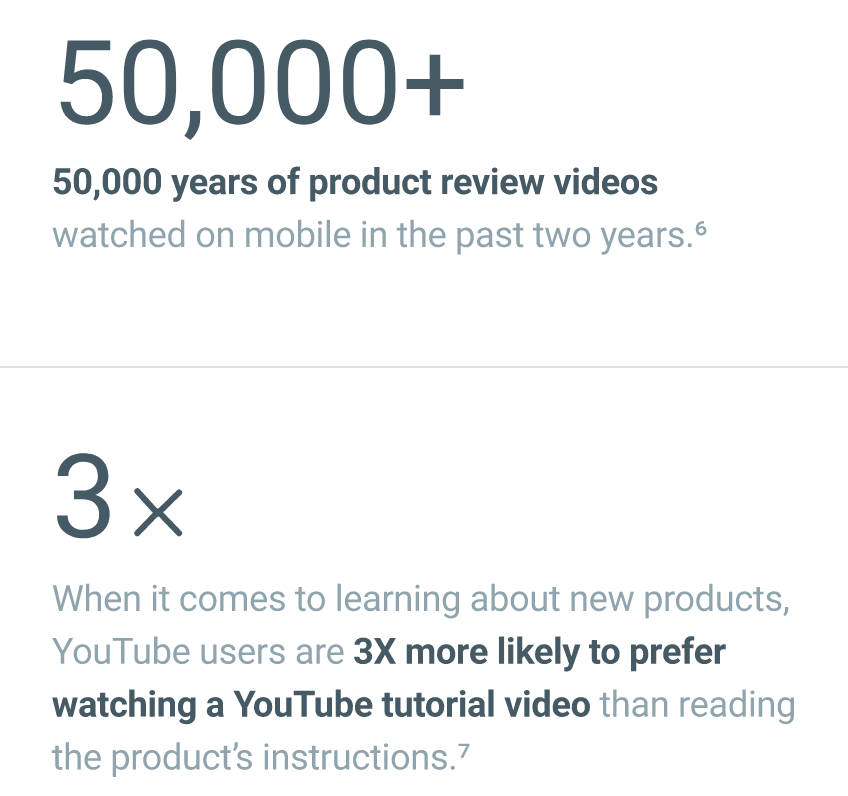 50,000+
50,000 years of product review videos
watched on mobile in the past two years.⁶
3×
When it comes to learning about new products,
YouTube users are 3X more likely to prefer
watching a YouTube tutorial video than reading
the product’s instructions.⁷